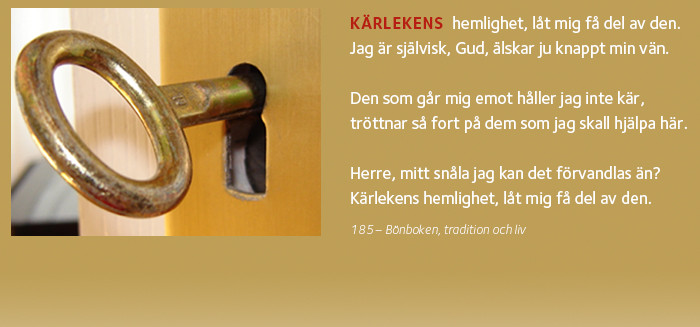 KÄRLEKENS hemlighet, låt mig få del av den.
Jag är självisk, Gud, älskar ju knappt min vän.
Den som går mig emot håller jag inte kär,
tröttnar så fort på dem som jag skall hjälpa här.
Herre, mitt snåla jag kan det förvandlas än?
Kärlekens hemlighet, låt mig få del av den.
185 – Bönboken, tradition och liv